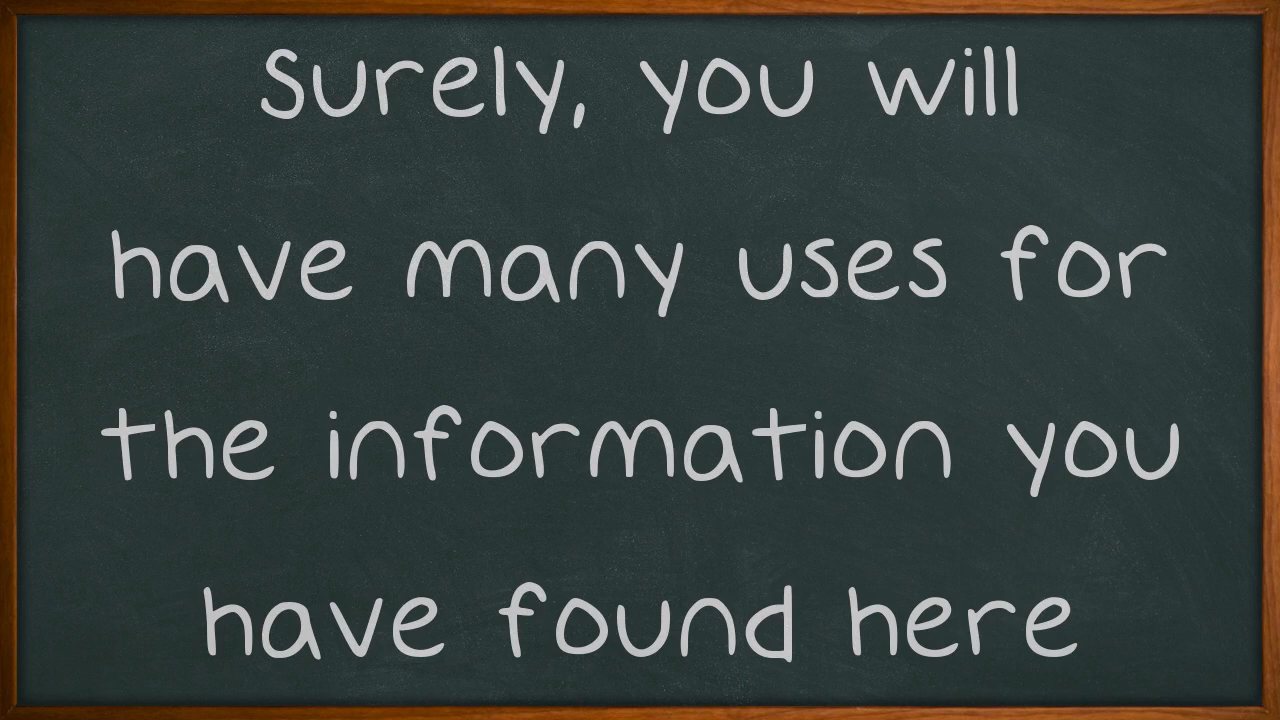 Surely, you will
have many uses for
the information you
have found here